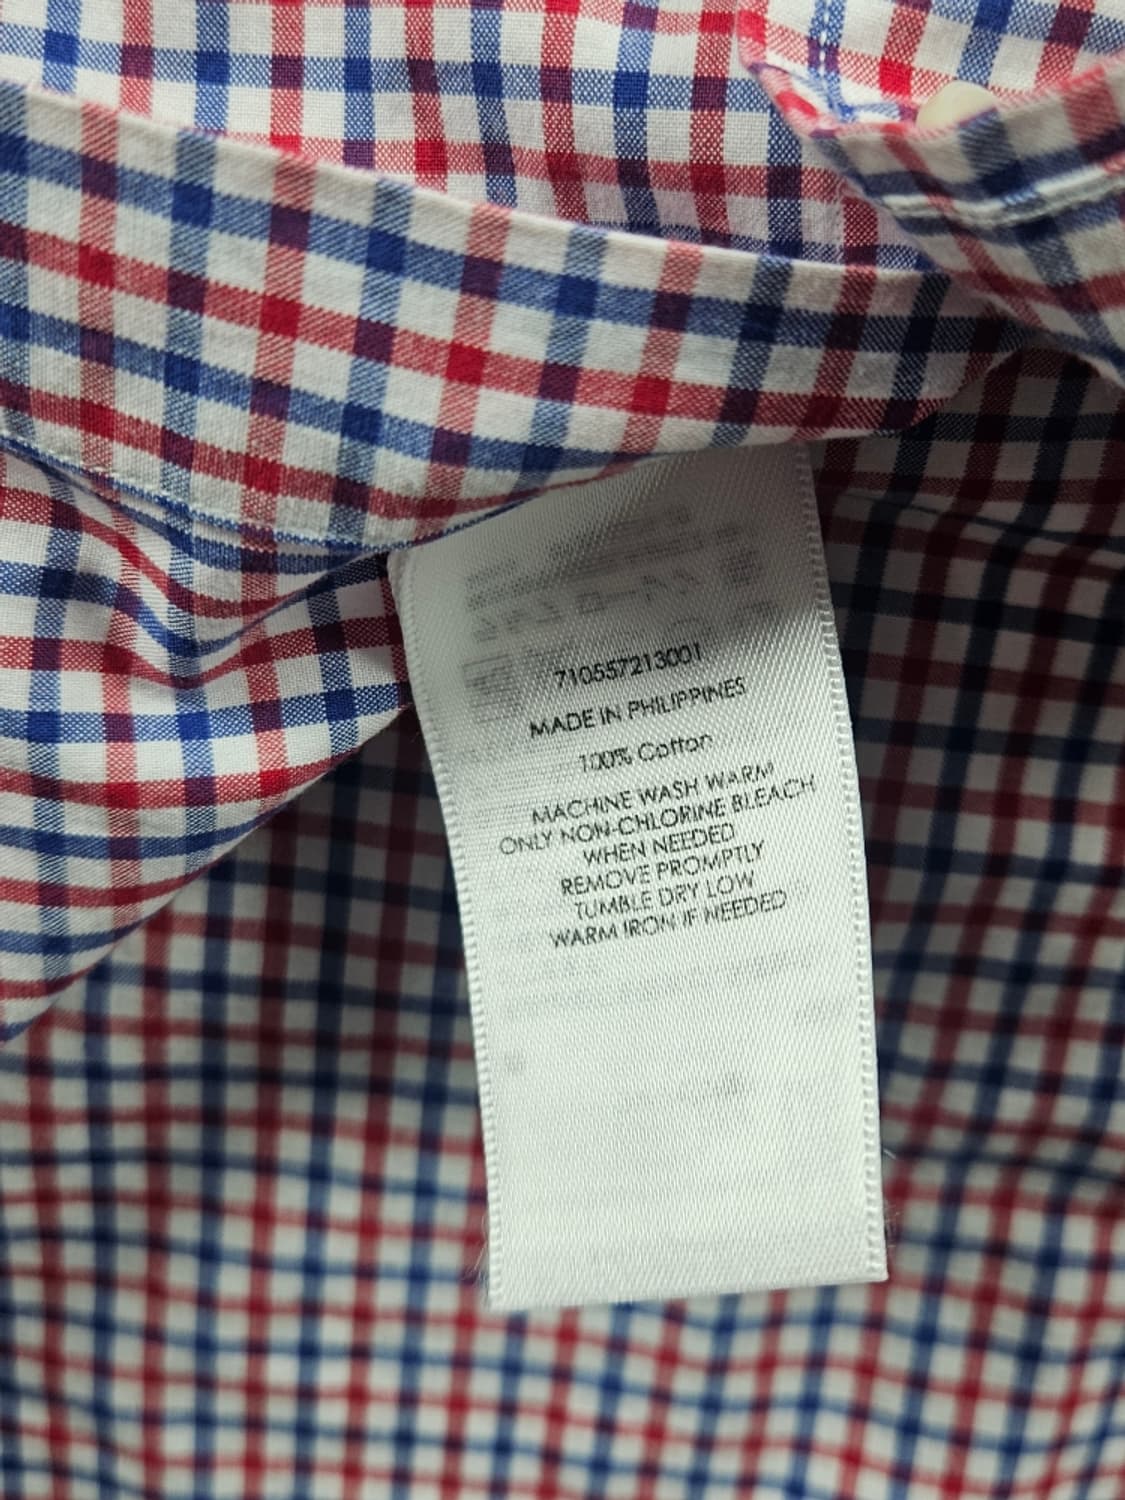 710557213001
MADE IN PHILIPPINES
100% Cotton
MACHINE WASH WARM
ONLY NON-CHLORINE BLEACH
WHEN NEEDED
REMOVE PROMPTLY
TUMBLE DRY LOW
WARM IRON IF NEEDED